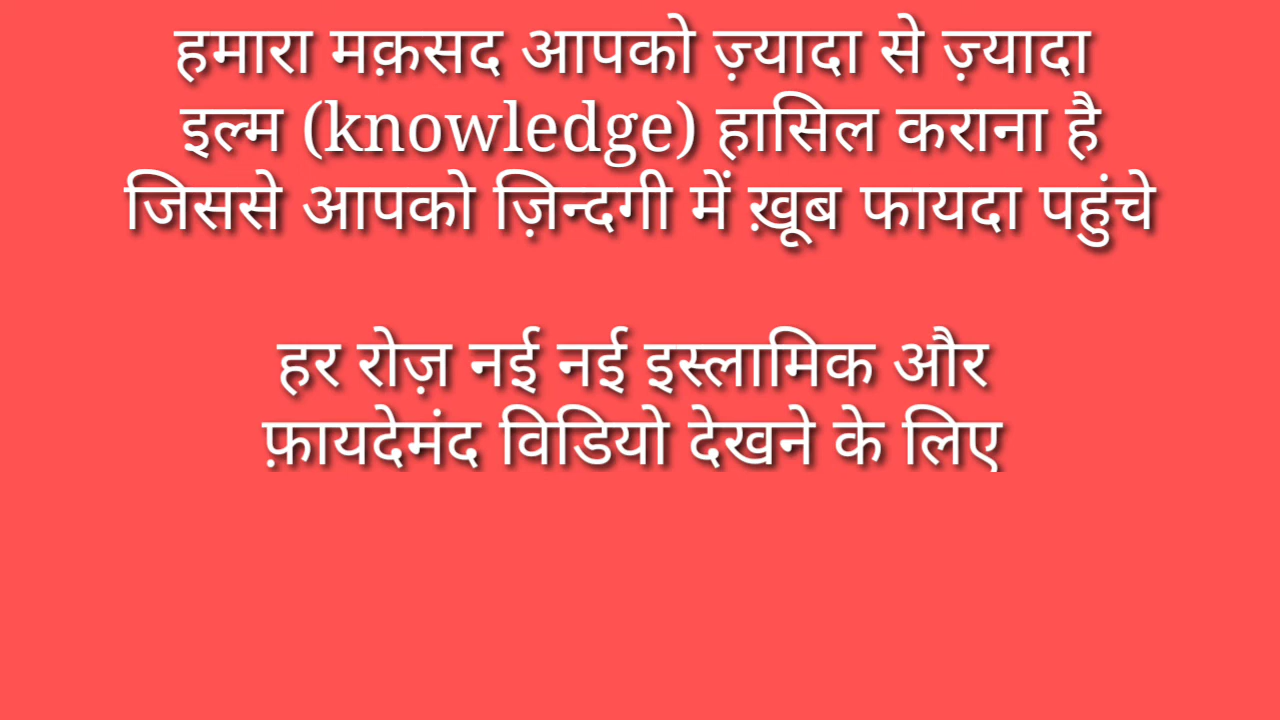 हमारा मक़सद आपको ज़्यादा से ज़्यादा
इल्म (knowledge) हासिल कराना है
जिससे आपको ज़िन्दगी में ख़ूब फायदा पहुंचे
हर रोज़ नई नई इस्लामिक और
फ़ायदेमंद विडियो देखने के लिए